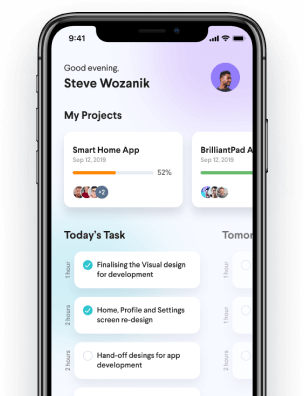 9:41
Good evening,
Steve Wozanik
My Projects
Smart Home App
Sep 12, 2019
52%
+2
BrilliantPad A
Sep 12, 2019
Today's Task
Tomor
1 hour
Finalising the Visual design
for development
1 hour
2 hours
Home, Profile and Settings
screen re-design
1 hour
2 hours
Hand-off desings for app
development
2 hours